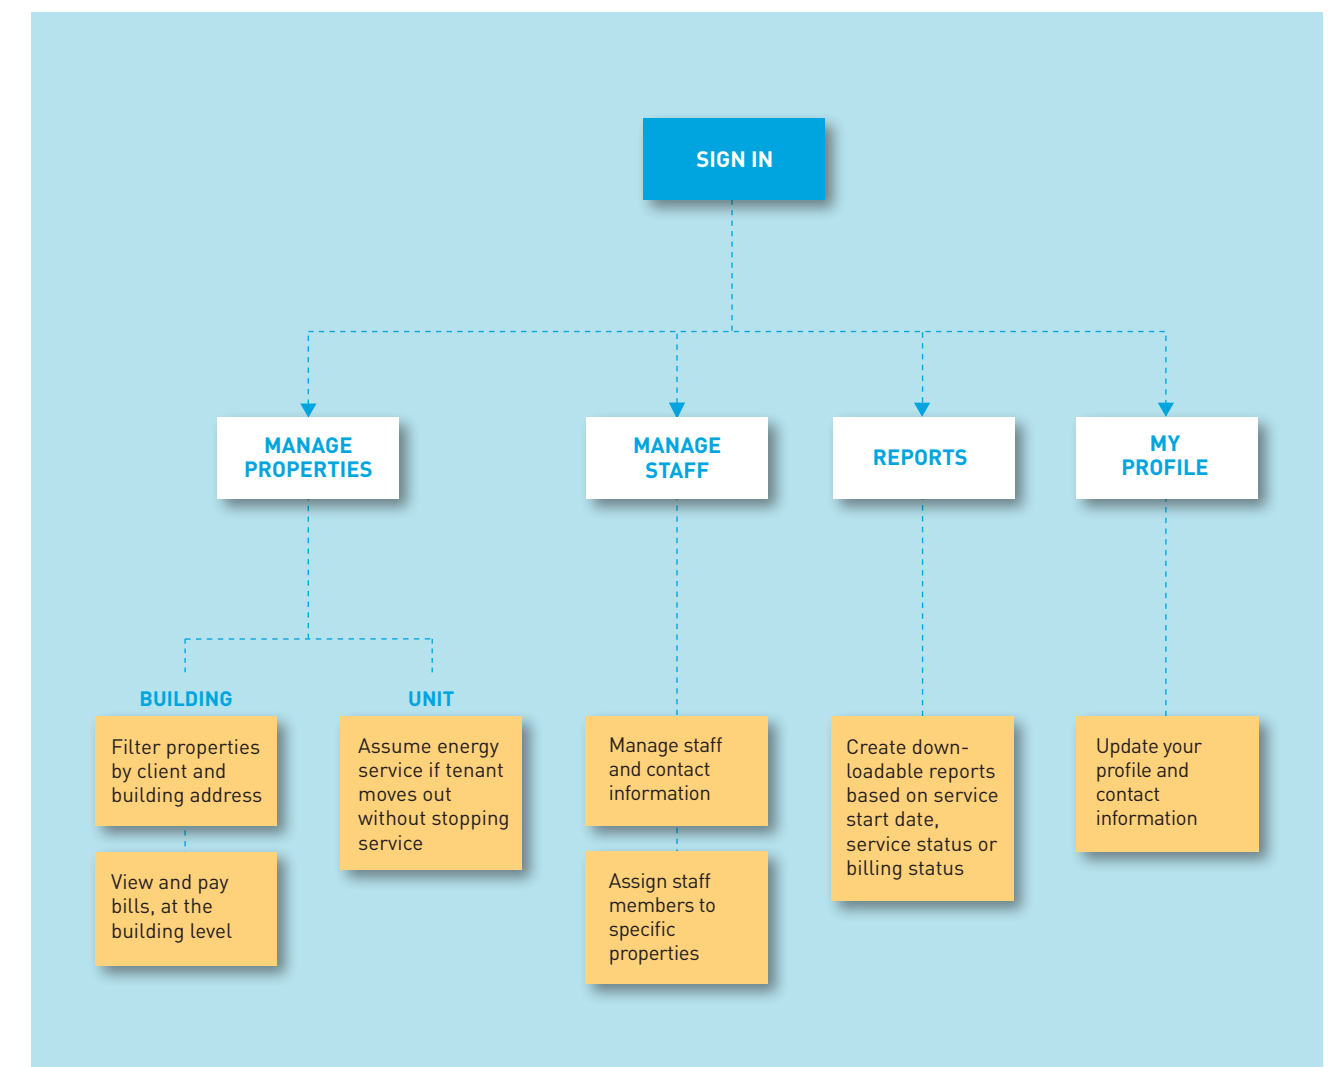 SIGN IN
MANAGE
PROPERTIES
MANAGE
STAFF
REPORTS
MY
PROFILE
BUILDING
Filter properties
by client and
building address
View and pay
bills, at the
building level
UNIT
Assume energy
service if tenant
moves out
without stopping
service
Manage staff
and contact
information
Assign staff
members to
specific
properties
Create down-
loadable reports
based on service
start date,
service status or
billing status
Update your
profile and
contact
information